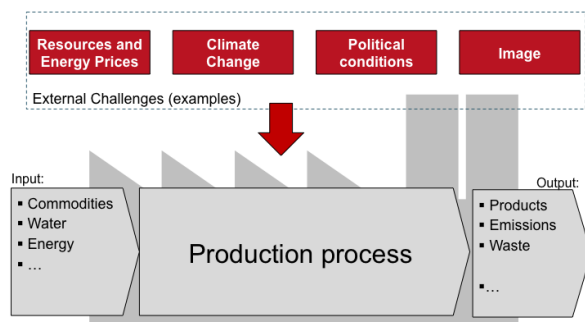 Resources and
Energy Prices
Climate
Change
Political
conditions
Image
External Challenges (examples)
Input:
▪ Commodities
▪ Water
▪ Energy
▪ …
Production process
Output:
▪ Products
▪ Emissions
▪ Waste
▪…